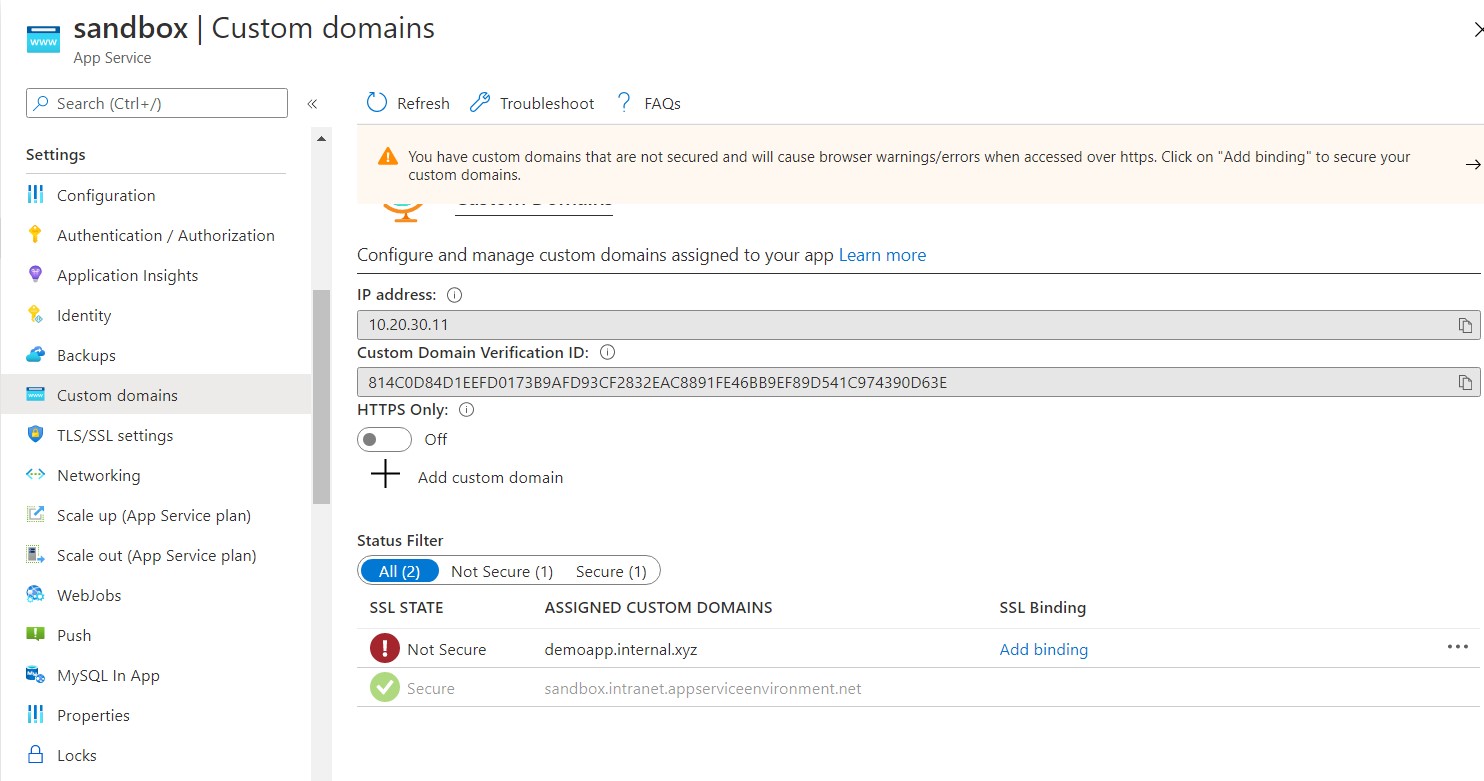 sandbox | Custom domains
App Service
Search (Ctrl+/)
«
Settings
Configuration
Authentication / Authorization
Application Insights
Identity
Backups
Custom domains
TLS/SSL settings
Networking
Scale up (App Service plan)
Scale out (App Service plan)
WebJobs
Push
MySQL In App
Properties
Locks
Refresh
Troubleshoot
? FAQs
You have custom domains that are not secured and will cause browser warnings/errors when accessed over https. Click on "Add binding" to secure your
custom domains.
Custom Domains
Configure and manage custom domains assigned to your app Learn more
IP address:
10.20.30.11
Custom Domain Verification ID:
814C0D84D1EEFD0173B9AFD93CF2832EAC8891FE46BB9EF89D541C974390D63E
HTTPS Only:
Off
Add custom domain
Status Filter
All (2) Not Secure (1) Secure (1)
SSL STATE ASSIGNED CUSTOM DOMAINS SSL Binding
Not Secure demoapp.internal.xyz Add binding
Secure sandbox.intranet.appserviceenvironment.net